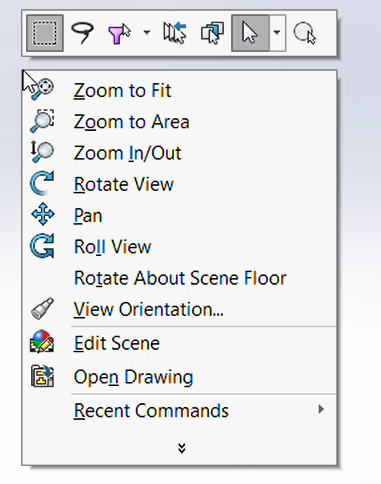 Zoom to Fit
Zoom to Area
Zoom In/Out
Rotate View
Pan
Roll View
Rotate About Scene Floor
View Orientation...
Edit Scene
Open Drawing
Recent Commands